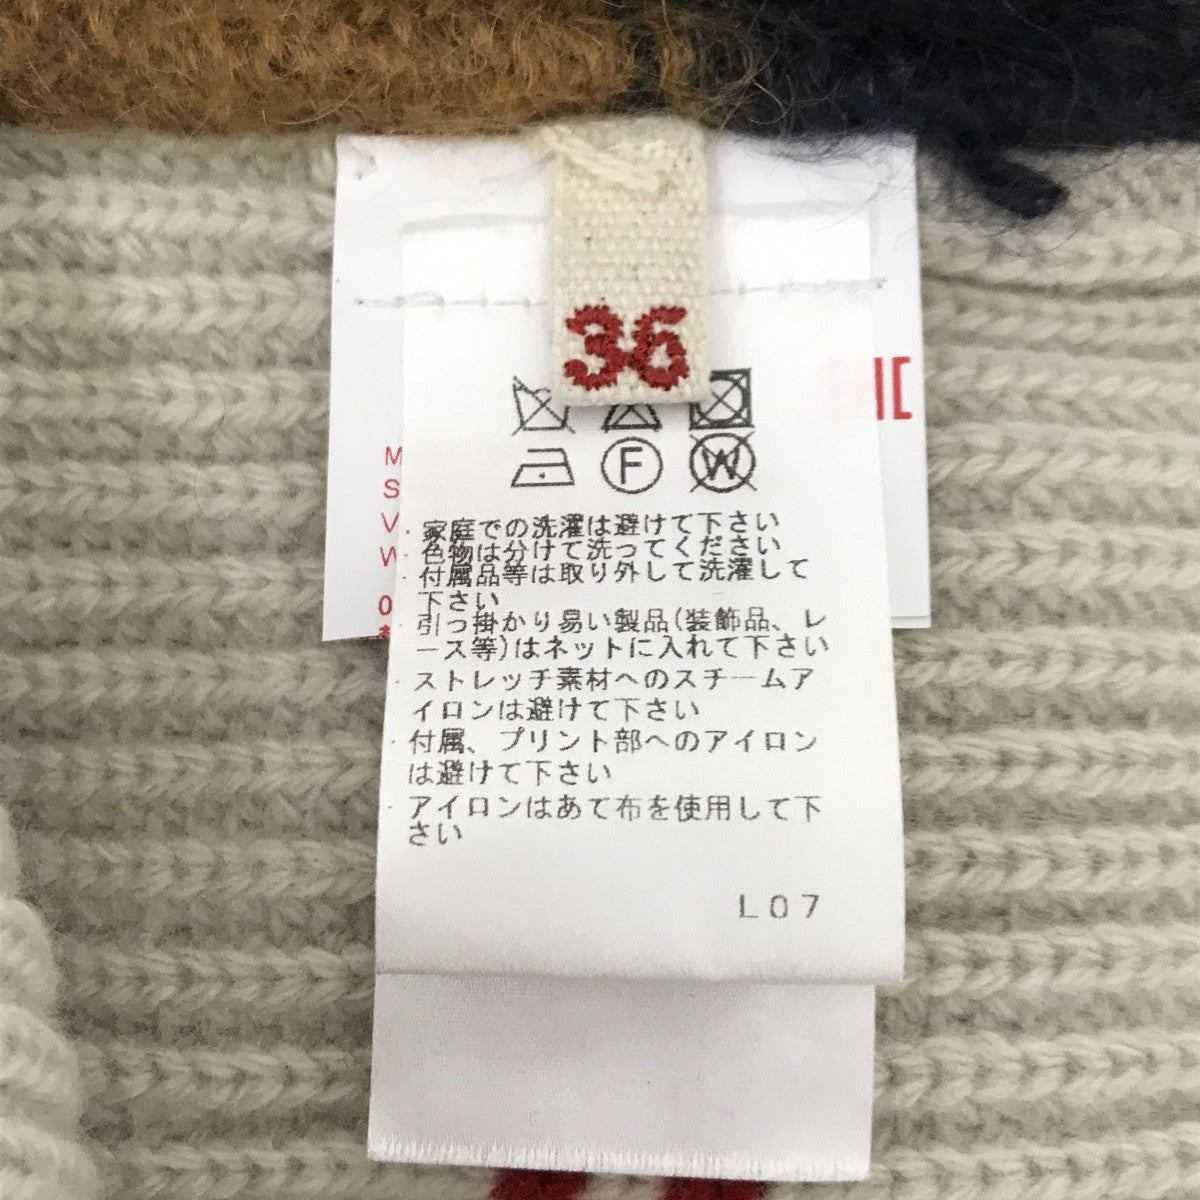 36
F
W
M
S
V
W
0
・家庭での洗濯は避けて下さい
・色物は分けて洗ってください
・付属品等は取り外して洗濯して
下さい
・引っ掛かり易い製品(装飾品、レ
ース等)はネットに入れて下さい
・ストレッチ素材へのスチームア
イロンは避けて下さい
・付属、プリント部へのアイロン
は避けて下さい
・アイロンはあて布を使用して下
さい
L07